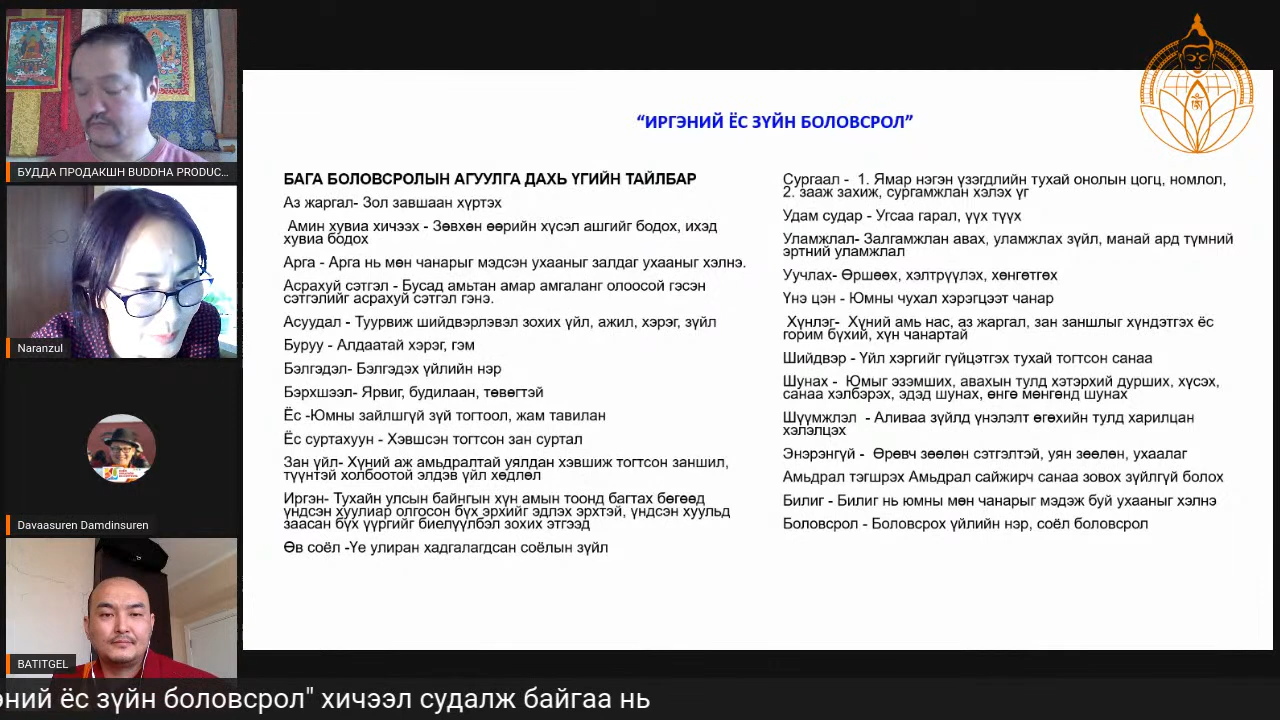 БУДДА ПРОДАКШН BUDDHA PRODUC...
Naranzul
Davaasuren Damdinsuren
BATITGEL
“ИРГЭНИЙ ЁС ЗҮЙН БОЛОВСРОЛ”
БАГА БОЛОВСРОЛЫН АГУУЛГА ДАХЬ ҮГИЙН ТАЙЛБАР
Аз жаргал- Зол завшаан хүртэх
Амин хувиа хичээх - Зөвхөн өөрийн хүсэл ашгийг бодох, ихэд
хувиа бодох
Арга - Арга нь мөн чанарыг мэдсэн ухааныг залдаг ухааныг хэлнэ.
Асрахуй сэтгэл - Бусад амьтан амар амгаланг олоосой гэсэн
сэтгэлийг асрахуй сэтгэл гэнэ.
Асуудал - Туурвиж шийдвэрлэвэл зохих үйл, ажил, хэрэг, зүйл
Буруу - Алдаатай хэрэг, гэм
Бэлгэдэл- Бэлгэдэх үйлийн нэр
Бэрхшээл- Ярвиг, будилаан, төвөгтэй
Ёс -Юмны зайлшгүй зүй тогтоол, жам тавилан
Ёс суртахуун - Хэвшсэн тогтсон зан суртал
Зан үйл- Хүний аж амьдралтай уялдан хэвшиж тогтсон заншил,
түүнтэй холбоотой элдэв үйл хөдлөл
Иргэн- Тухайн улсын байнгын хүн амын тоонд багтах бөгөөд
үндсэн хуулиар олгосон бүх эрхийг эдлэх эрхтэй, үндсэн хуульд
заасан бүх үүргийг биелүүлбэл зохих этгээд
Өв соёл -Үе улиран хадгалагдсан соёлын зүйл
Сургаал - 1. Ямар нэгэн үзэгдлийн тухай онолын цогц, номлол,
2. зааж захиж, сургамжлан хэлэх үг
Удам судар - Угсаа гарал, үүх түүх
Уламжлал- Залгамжлан авах, уламжлах зүйл, манай ард түмний
эртний уламжлал
Уучлах- Өршөөх, хэлтрүүлэх, хөнгөтгөх
Үнэ цэн - Юмны чухал хэрэгцээт чанар
Хүнлэг- Хүний амь нас, аз жаргал, зан заншлыг хүндэтгэх ёс
горим бүхий, хүн чанартай
Шийдвэр - Үйл хэргийг гүйцэтгэх тухай тогтсон санаа
Шунах - Юмыг эзэмших, авахын тулд хэтэрхий дурших, хүсэх,
санаа хэлбэрэх, эдэд шунах, өнгө мөнгөнд шунах
Шүүмжлэл - Аливаа зүйлд үнэлэлт өгөхийн тулд харилцан
хэлэлцэх
Энэрэнгүй - Өрөвч зөөлөн сэтгэлтэй, уян зөөлөн, ухаалаг
Амьдрал тэгшрэх Амьдрал сайжирч санаа зовох зүйлгүй болох
Билиг - Билиг нь юмны мөн чанарыг мэдэж буй ухааныг хэлнэ
Боловсрол - Боловсрох үйлийн нэр, соёл боловсрол
эний ёс зүйн боловсрол" хичээл судалж байгаа нь